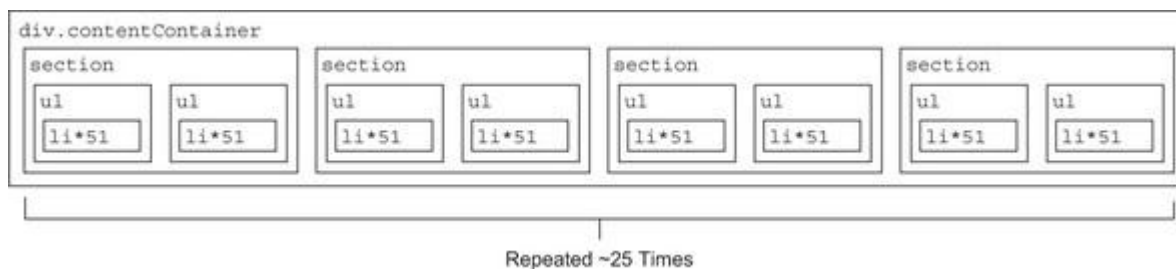 div.contentContainer
section section section section
ul ul ul ul ul ul ul ul
li*51 li*51 li*51 li*51 li*51 li*51 li*51 li*51
Repeated ~25 Times